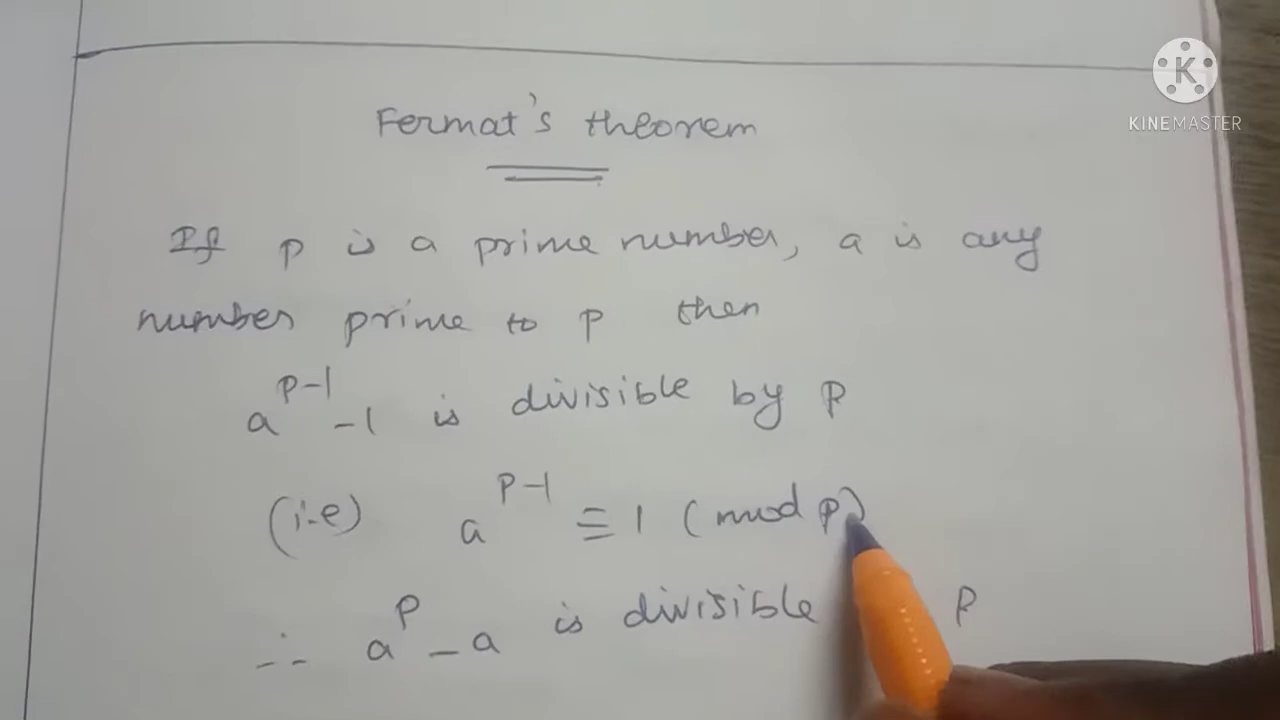 K
KINEMASTER
Fermat's theorem
If p is a prime number, a is any
number prime to p then
a^{p-1} -1 is divisible by p
(i-e) a^{p-1} ≡ 1 (mod p)
∴ a^p - a is divisible p